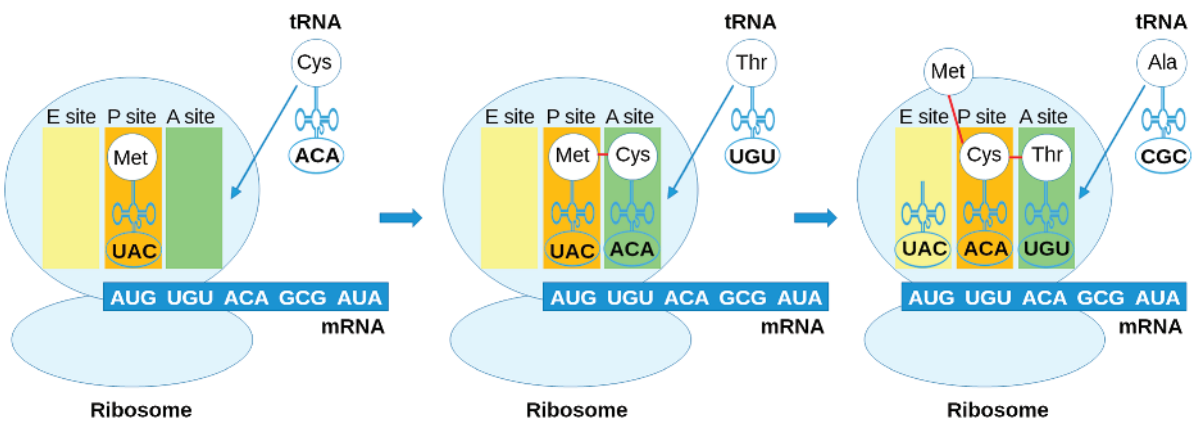 tRNA
Cys
E site P site A site
Met
ACA
UAC
AUG UGU ACA GCG AUA
mRNA
Ribosome
tRNA
Thr
E site P site A site
Met Cys
UGU
UAC ACA
AUG UGU ACA GCG AUA
mRNA
Ribosome
tRNA
Met
Ala
E site P site A site
Cys Thr
CGC
UAC ACA UGU
AUG UGU ACA GCG AUA
mRNA
Ribosome